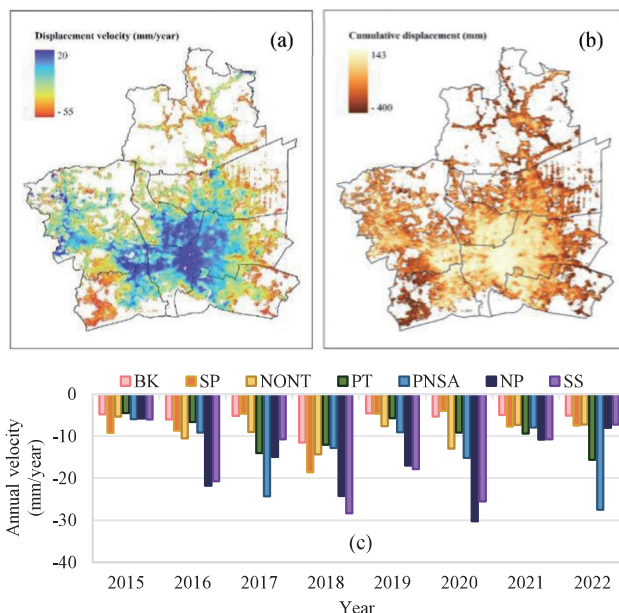 Displacement velocity (mm/year)
(a)
20
- 55
Cumulative displacement (mm)
(b)
143
- 400
BK SP NONT PT PNSA NP SS
0
-10
-20
-30
-40
Annual velocity
(mm/year)
(c)
2015 2016 2017 2018 2019 2020 2021 2022
Year